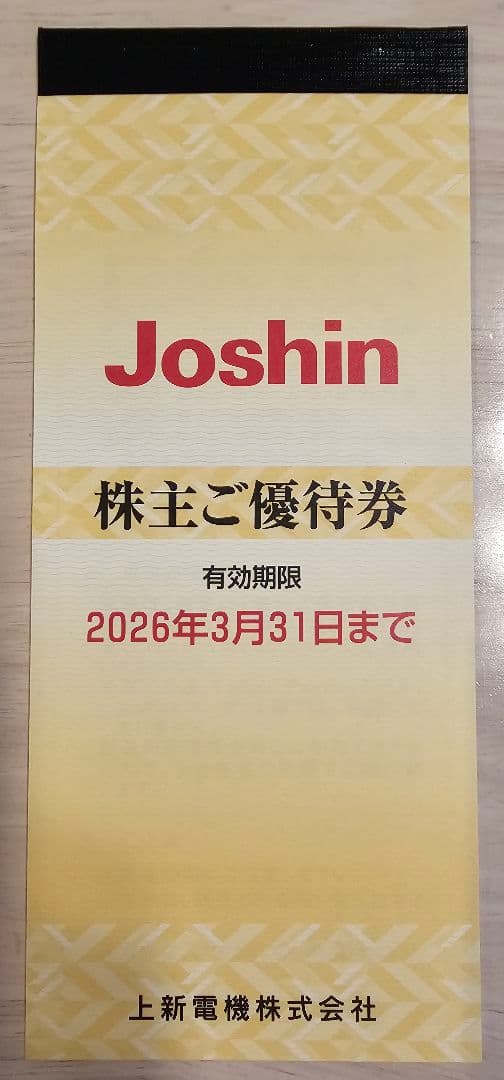 Joshin
株主ご優待券
有効期限
2026年3月31日まで
上新電機株式会社